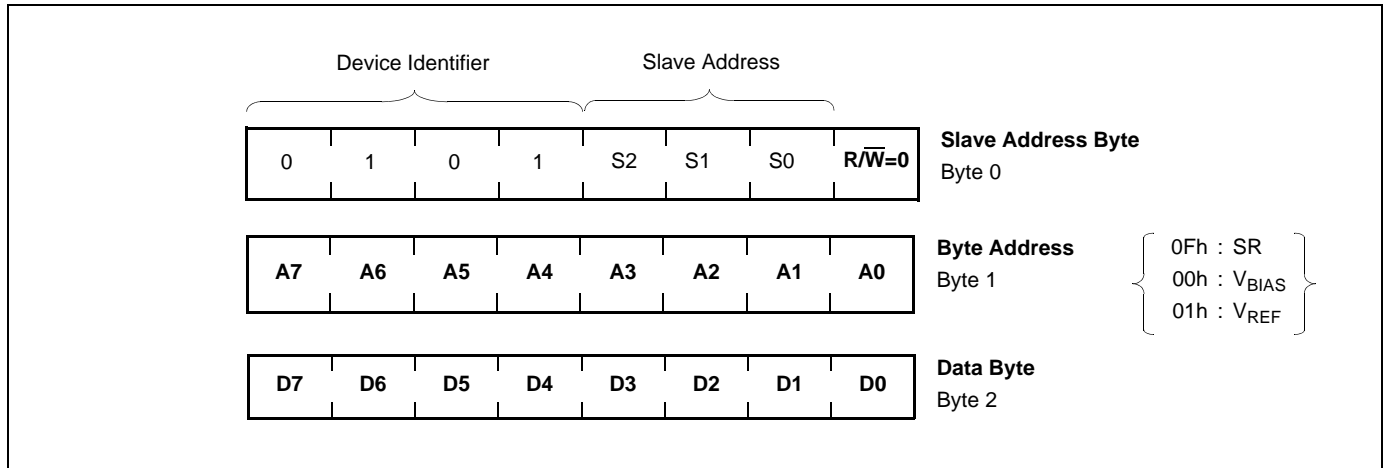 Device Identifier Slave Address
0 1 0 1 S2 S1 S0 R/W̅=0
Slave Address Byte
Byte 0
A7 A6 A5 A4 A3 A2 A1 A0
Byte Address
Byte 1
0Fh : SR
00h : VBIAS
01h : VREF
D7 D6 D5 D4 D3 D2 D1 D0
Data Byte
Byte 2